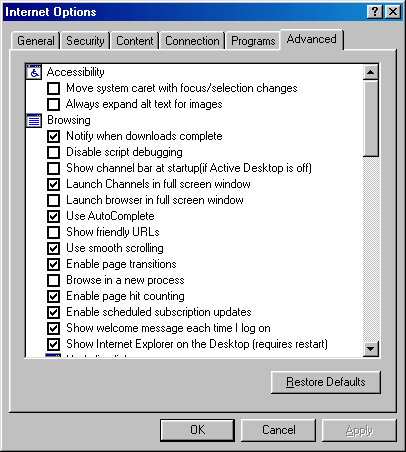 Internet Options
General Security Content Connection Programs Advanced
Accessibility
Move system caret with focus/selection changes
Always expand alt text for images
Browsing
Notify when downloads complete
Disable script debugging
Show channel bar at startup(if Active Desktop is off)
Launch Channels in full screen window
Launch browser in full screen window
Use AutoComplete
Show friendly URLs
Use smooth scrolling
Enable page transitions
Browse in a new process
Enable page hit counting
Enable scheduled subscription updates
Show welcome message each time I log on
Show Internet Explorer on the Desktop (requires restart)
Restore Defaults
OK Cancel Apply